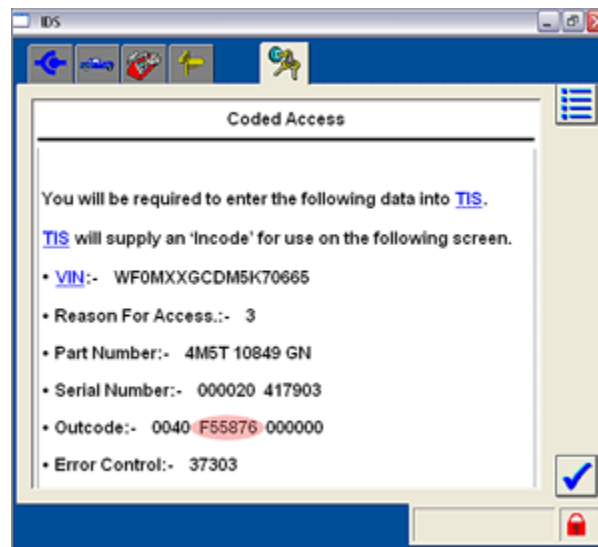 IDS
Coded Access
You will be required to enter the following data into TIS.
TIS will supply an 'Incode' for use on the following screen.
• VIN:- WF0MXXGCDM5K70665
• Reason For Access.:- 3
• Part Number:- 4M5T 10849 GN
• Serial Number:- 000020 417903
• Outcode:- 0040 F55876 000000
• Error Control:- 37303